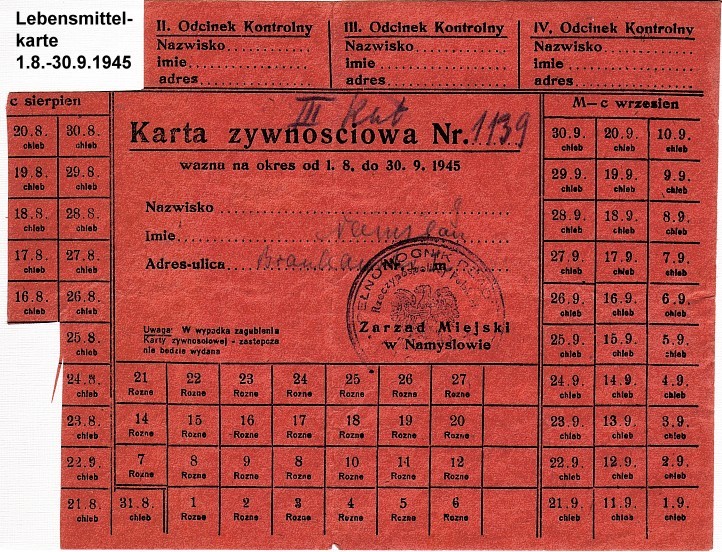 Lebensmittel-
karte
1.8.-30.9.1945
II. Odcinek Kontrolny
Nazwisko
imie
adres
III. Odcinek Kontrolny
Nazwisko
imie
adres
IV. Odcinek Kontrolny
Nazwisko
imie
adres
c sierpien
20.8. chleb 30.8. chleb
19.8. chleb 29.8. chleb
18.8. chleb 28.8. chleb
17.8. chleb 27.8. chleb
16.8. chleb 26.8. chleb
25.8. chleb
24.8. chleb
23.8. chleb
22.9. chleb
21.8. chleb 31.8. chleb
III Kat
Karta zywnosciowa Nr. 1139
wazna na okres od 1. 8. do 30. 9. 1945
Nazwisko
Imie
Adres-ulica Nr. m
Rzeczypospolitej
Zarzad Miejski
w Namyslowie
Uwaga: W wypadka zagubienia
Karty zywnosciowej - zastepcza
nie bedzie wydana
21 Rozne 22 Rozne 23 Rozne 24 Rozne 25 Rozne 26 Rozne 27 Rozne
14 Rozne 15 Rozne 16 Rozne 17 Rozne 18 Rozne 19 Rozne 20 Rozne
7 Rozne 8 Rozne 9 Rozne 8 Rozne 10 Rozne 11 Rozne 12 Rozne
1 Rozne 2 Rozne 3 Rozne 4 Rozne 5 Rozne 6 Rozne
M-c wrzesien
30.9. chleb 20.9. chleb 10.9. chleb
29.9. chleb 19.9. chleb 9.9. chleb
28.9. chleb 18.9. chleb 8.9. chleb
27.9. chleb 17.9. chleb 7.9. chleb
26.9. chleb 16.9. chleb 6.9. chleb
25.9. chleb 15.9. chleb 5.9. chleb
24.9. chleb 14.9. chleb 4.9. chleb
23.9. chleb 13.9. chleb 3.9. chleb
22.9. chleb 12.9. chleb 2.9. chleb
21.9. chleb 11.9. chleb 1.9. chleb